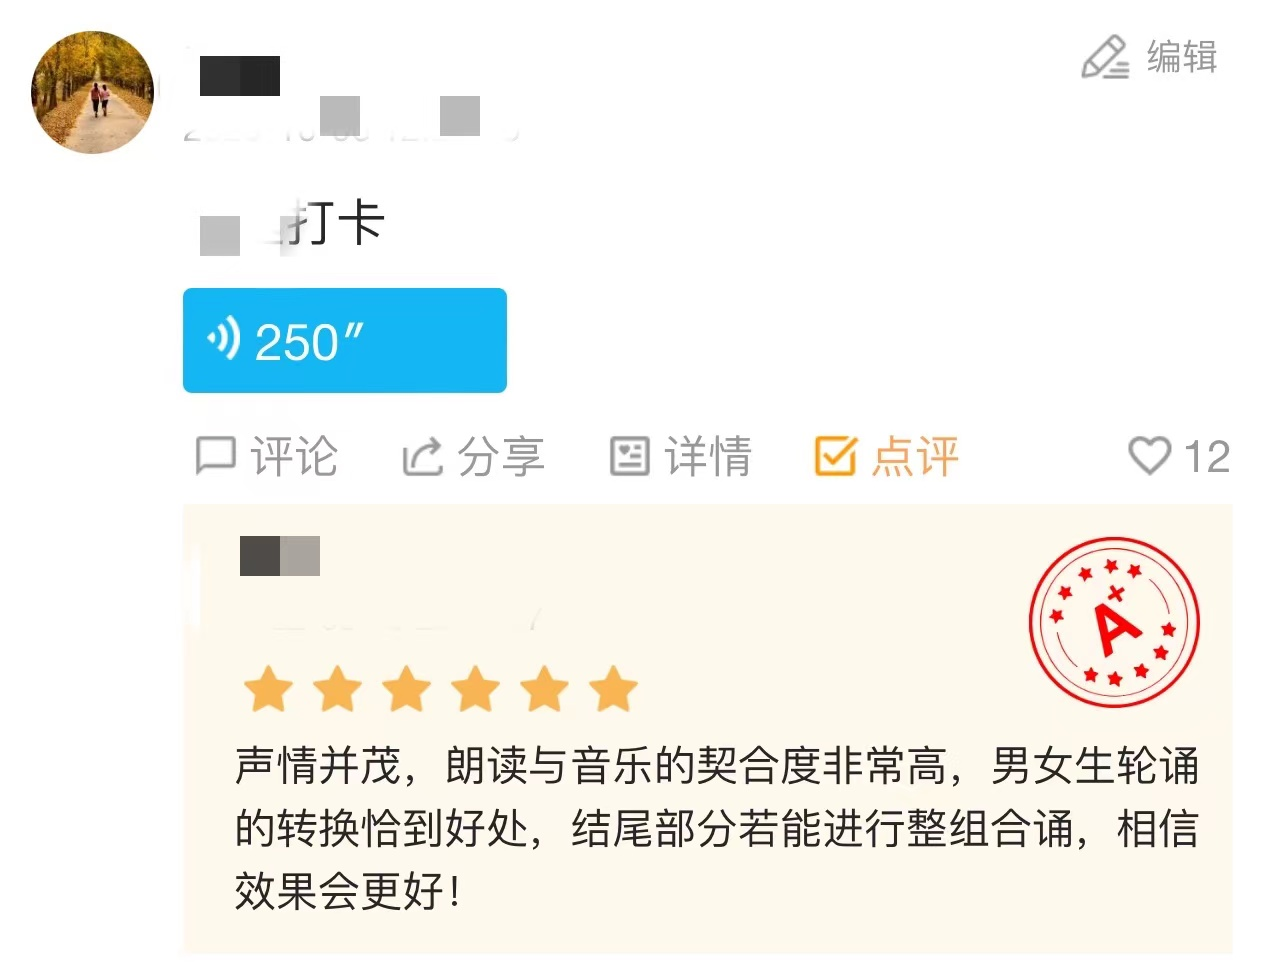 编辑
打卡
250″
评论 分享 详情 点评 12
A+
声情并茂，朗读与音乐的契合度非常高，男女生轮诵
的转换恰到好处，结尾部分若能进行整组合诵，相信
效果会更好！